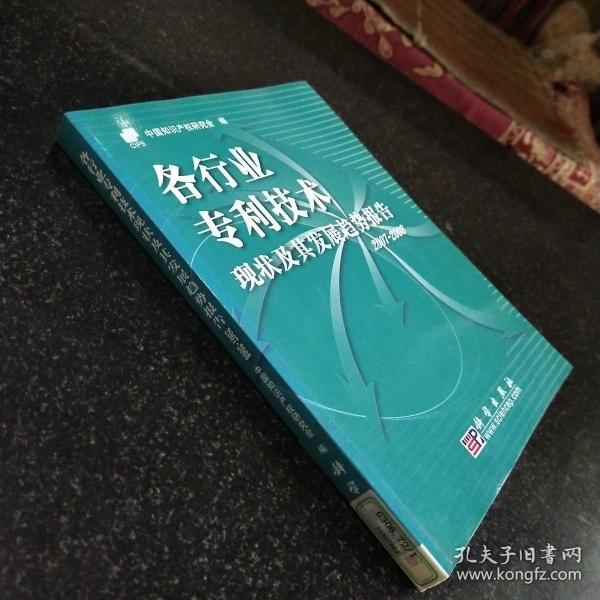 CIPS
中国知识产权研究会 编
各行业
专利技术
现状及其发展趋势报告
2007-2008
科学出版社
www.sciencep.com
各行业专利技术现状及其发展趋势报告 2007-2008 中国知识产权研究会 编 科学
孔夫子旧书网
www.kongfz.com